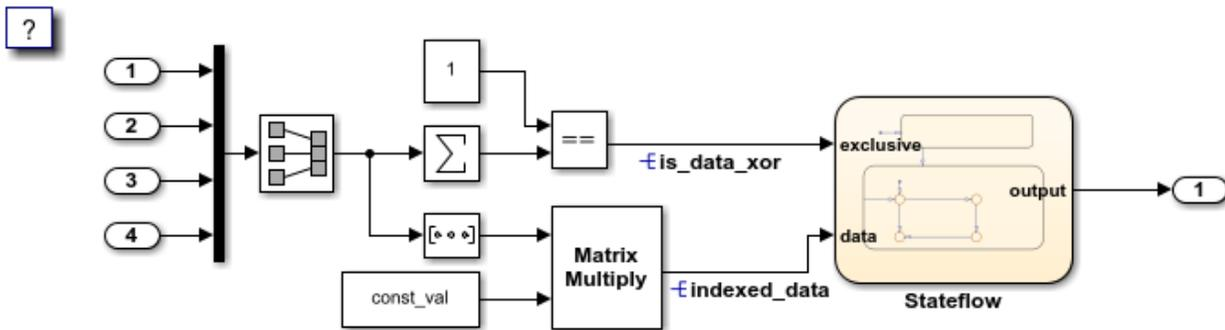 ?
1
2
3
4
1
==
exclusive
is_data_xor
output
1
data
Matrix
Multiply
const_val
indexed_data
Stateflow